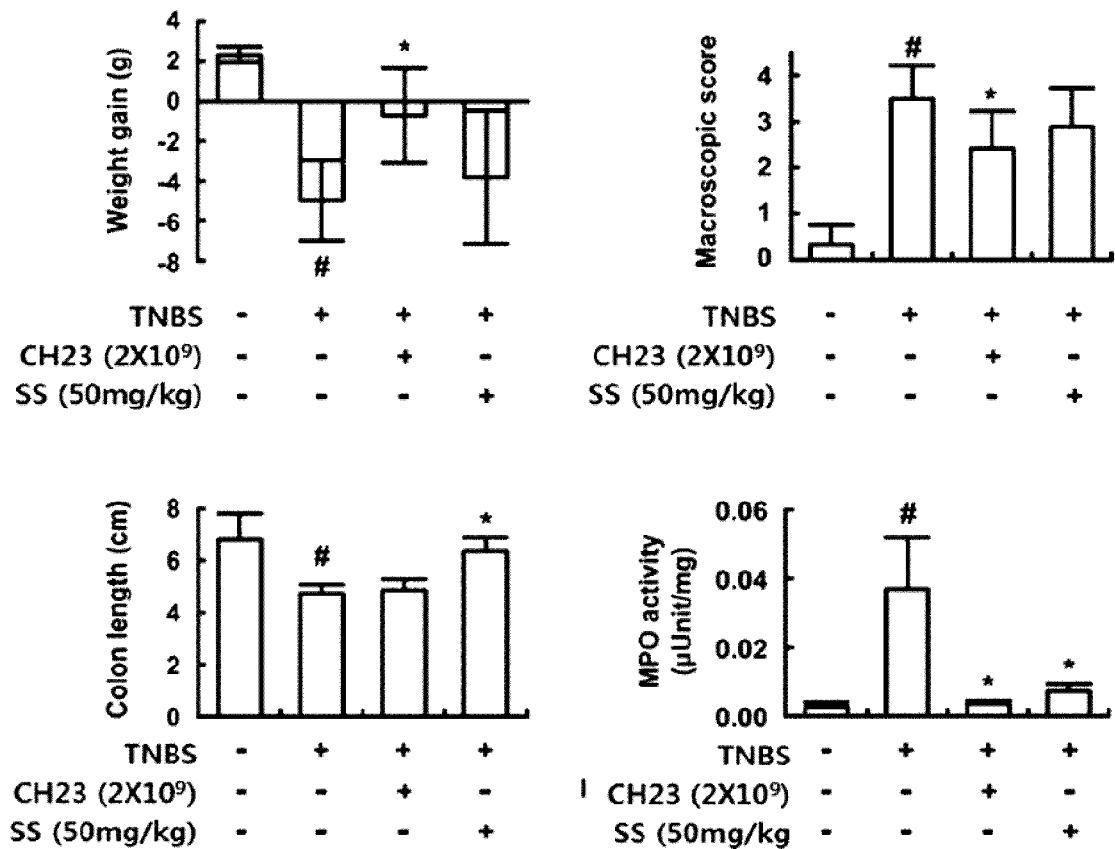 Weight gain (g)
4
2
0
-2
-4
-6
-8
*
#
TNBS - + + +
CH23 (2X10⁹) - - + -
SS (50mg/kg) - - - +
Macroscopic score
4
3
2
1
0
#
*
TNBS - + + +
CH23 (2X10⁹) - - + -
SS (50mg/kg) - - - +
Colon length (cm)
8
6
4
2
0
#
*
TNBS - + + +
CH23 (2X10⁹) - - + -
SS (50mg/kg) - - - +
MPO activity
(µUnit/mg)
0.06
0.04
0.02
0.00
#
*
*
TNBS - + + +
CH23 (2X10⁹) - - + -
SS (50mg/kg - - - +